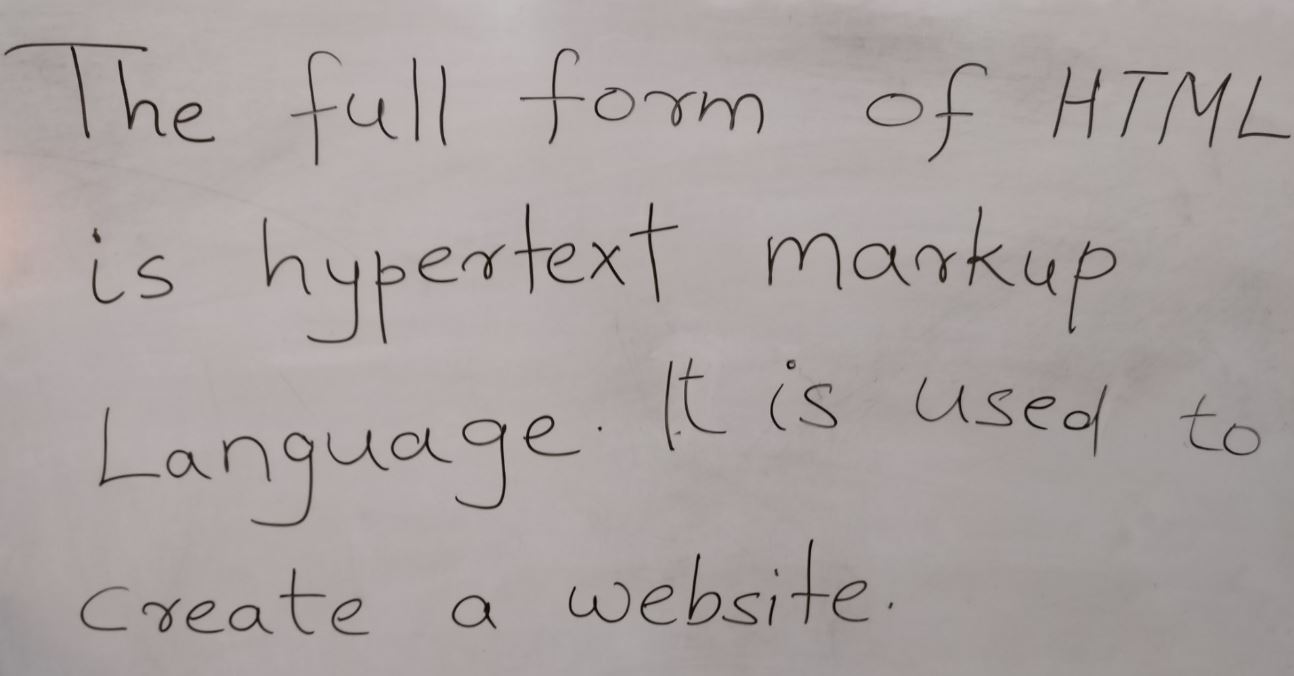 The full form of HTML
is hypertext markup
Language. It is used to
create a website.